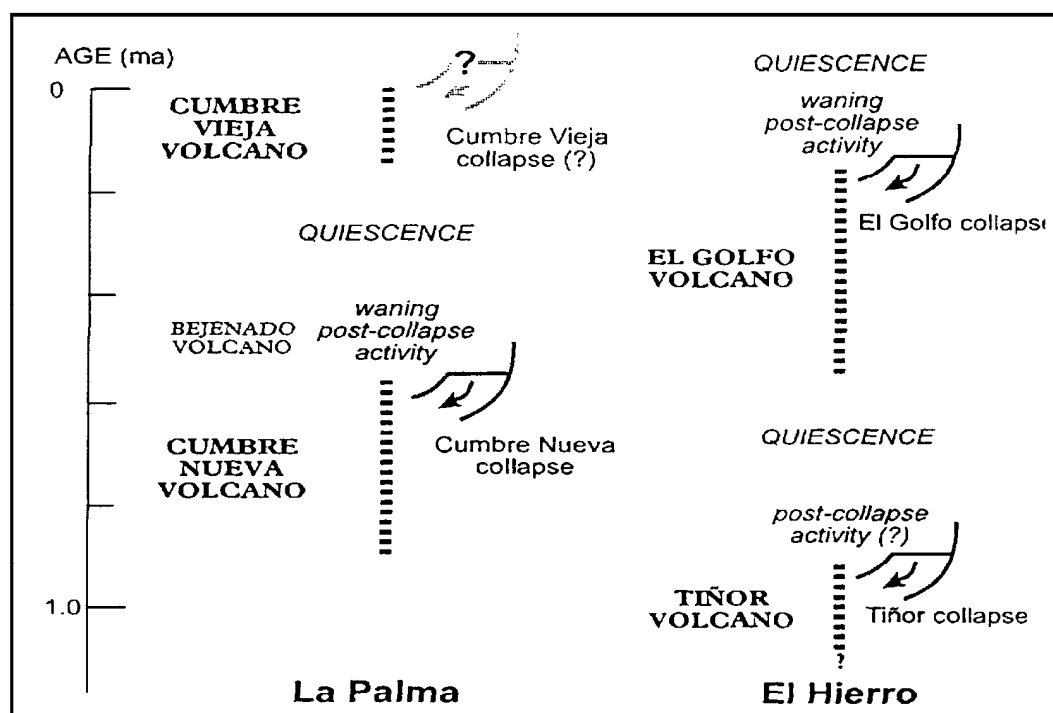 AGE (ma)
0
1.0
CUMBRE
VIEJA
VOLCANO
?
Cumbre Vieja
collapse (?)
QUIESCENCE
BEJENADO
VOLCANO
waning
post-collapse
activity
CUMBRE
NUEVA
VOLCANO
Cumbre Nueva
collapse
La Palma
QUIESCENCE
waning
post-collapse
activity
El Golfo collaps
EL GOLFO
VOLCANO
QUIESCENCE
post-collapse
activity (?)
TIÑOR
VOLCANO
Tiñor collapse
?
El Hierro